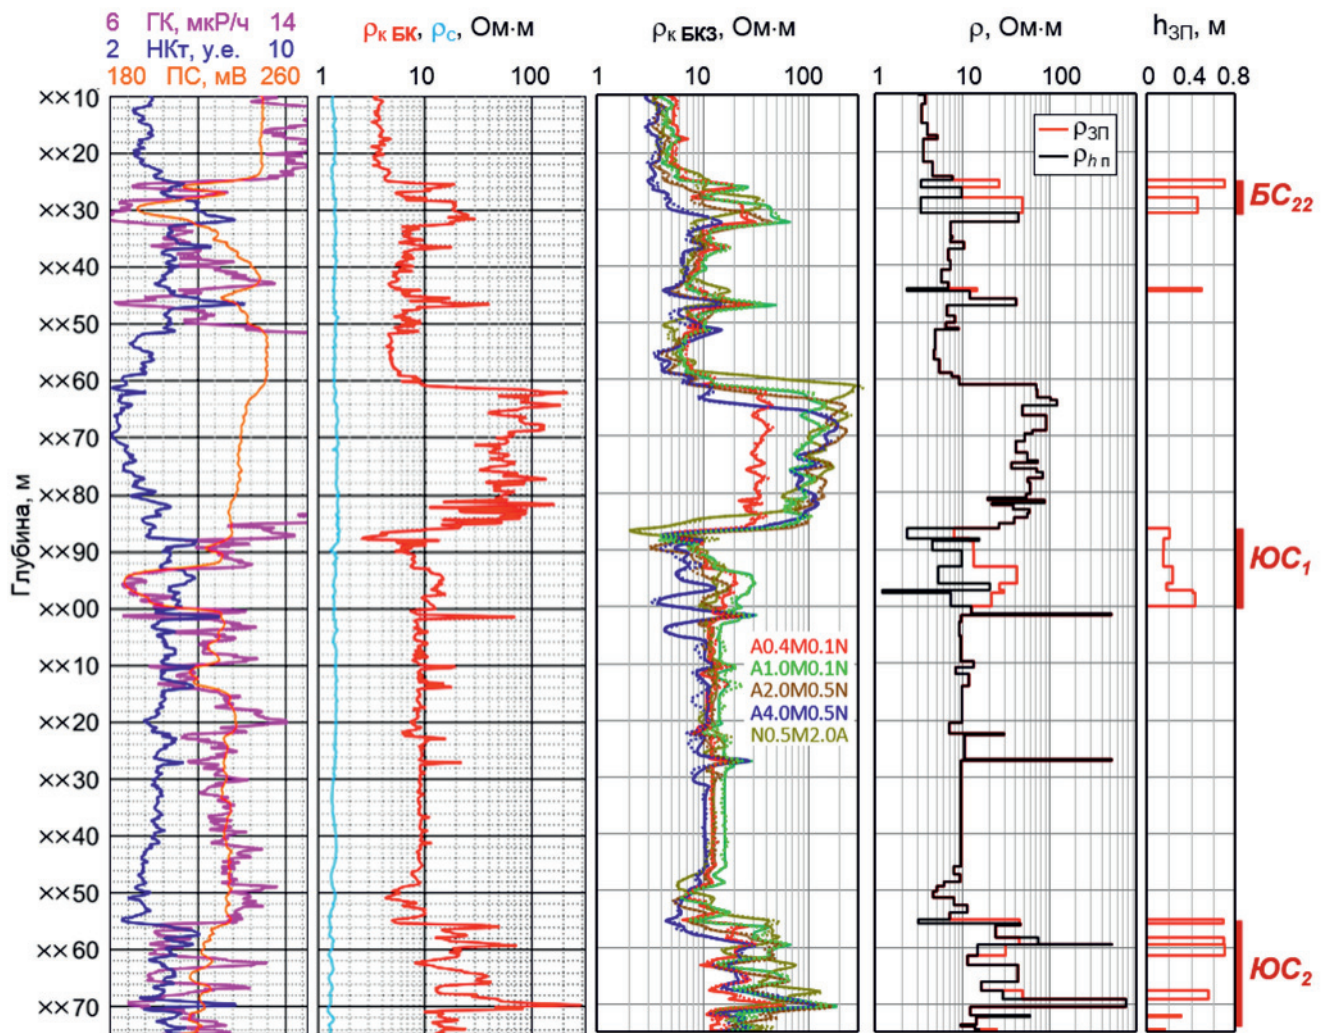 6 ГК, мкР/ч 14
2 НКт, у.е. 10
180 ПС, мВ 260
ρк БК, ρс, Ом·м
1 10 100
ρк БКЗ, Ом·м
1 10 100
ρ, Ом·м
1 10 100
hЗП, м
0 0.4 0.8
Глубина, м
××10
××20
××30
××40
××50
××60
××70
××80
××90
××00
××10
××20
××30
××40
××50
××60
××70
A0.4M0.1N
A1.0M0.1N
A2.0M0.5N
A4.0M0.5N
N0.5M2.0A
ρЗП
ρh п
БС22
ЮС1
ЮС2